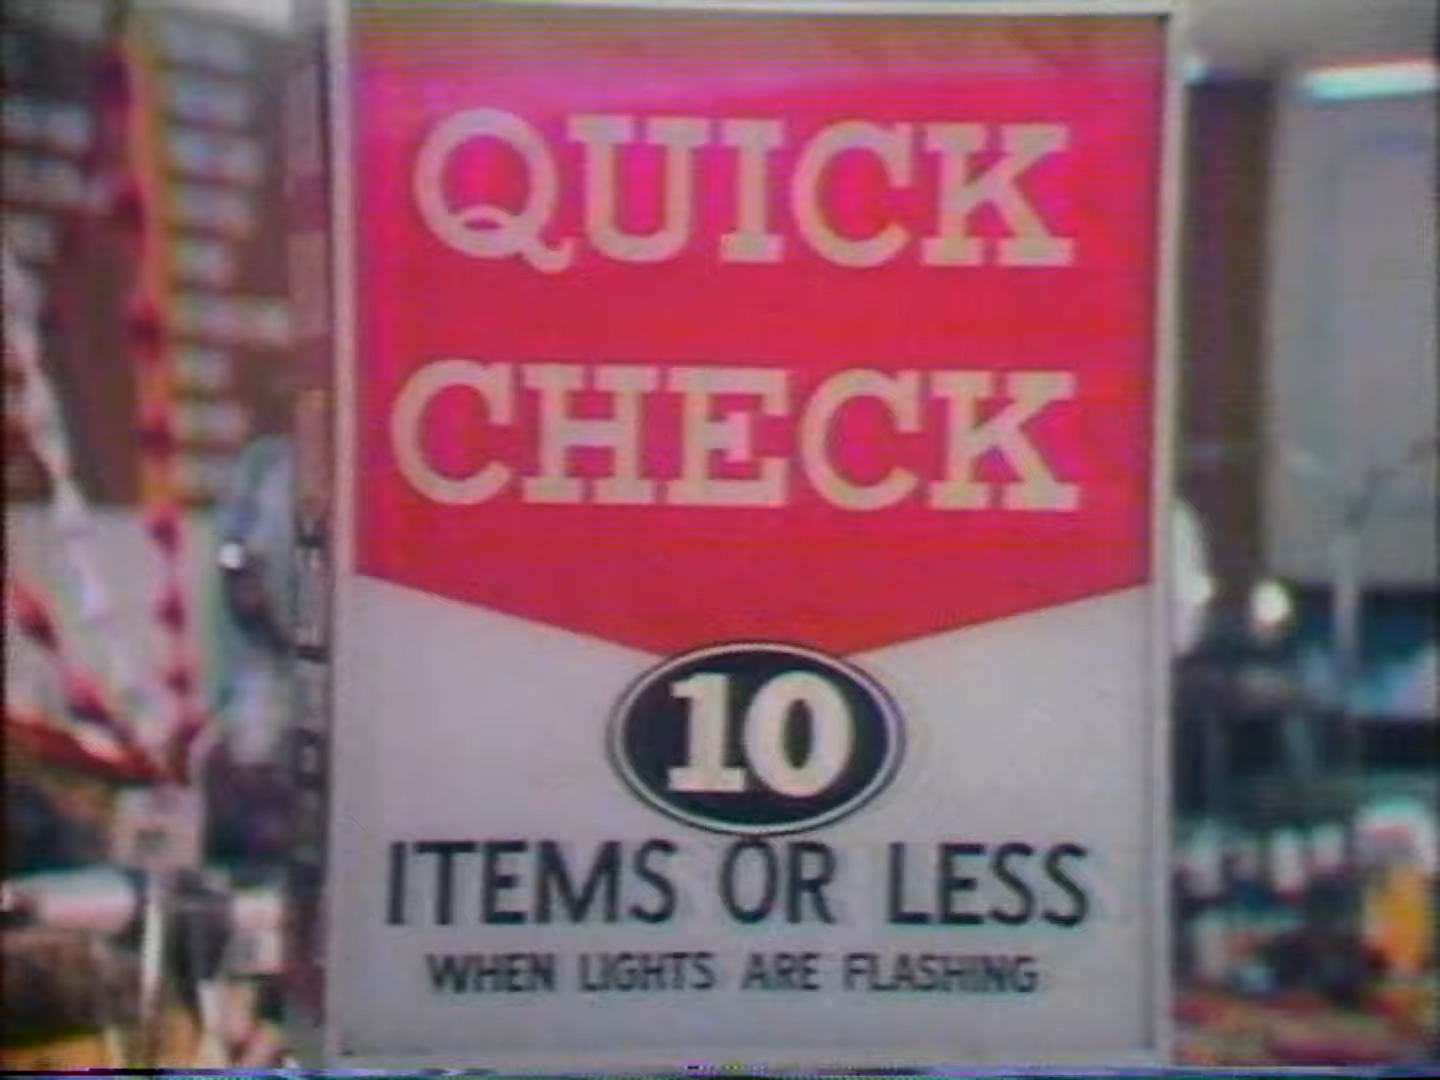 QUICK
CHECK
10
ITEMS OR LESS
WHEN LIGHTS ARE FLASHING